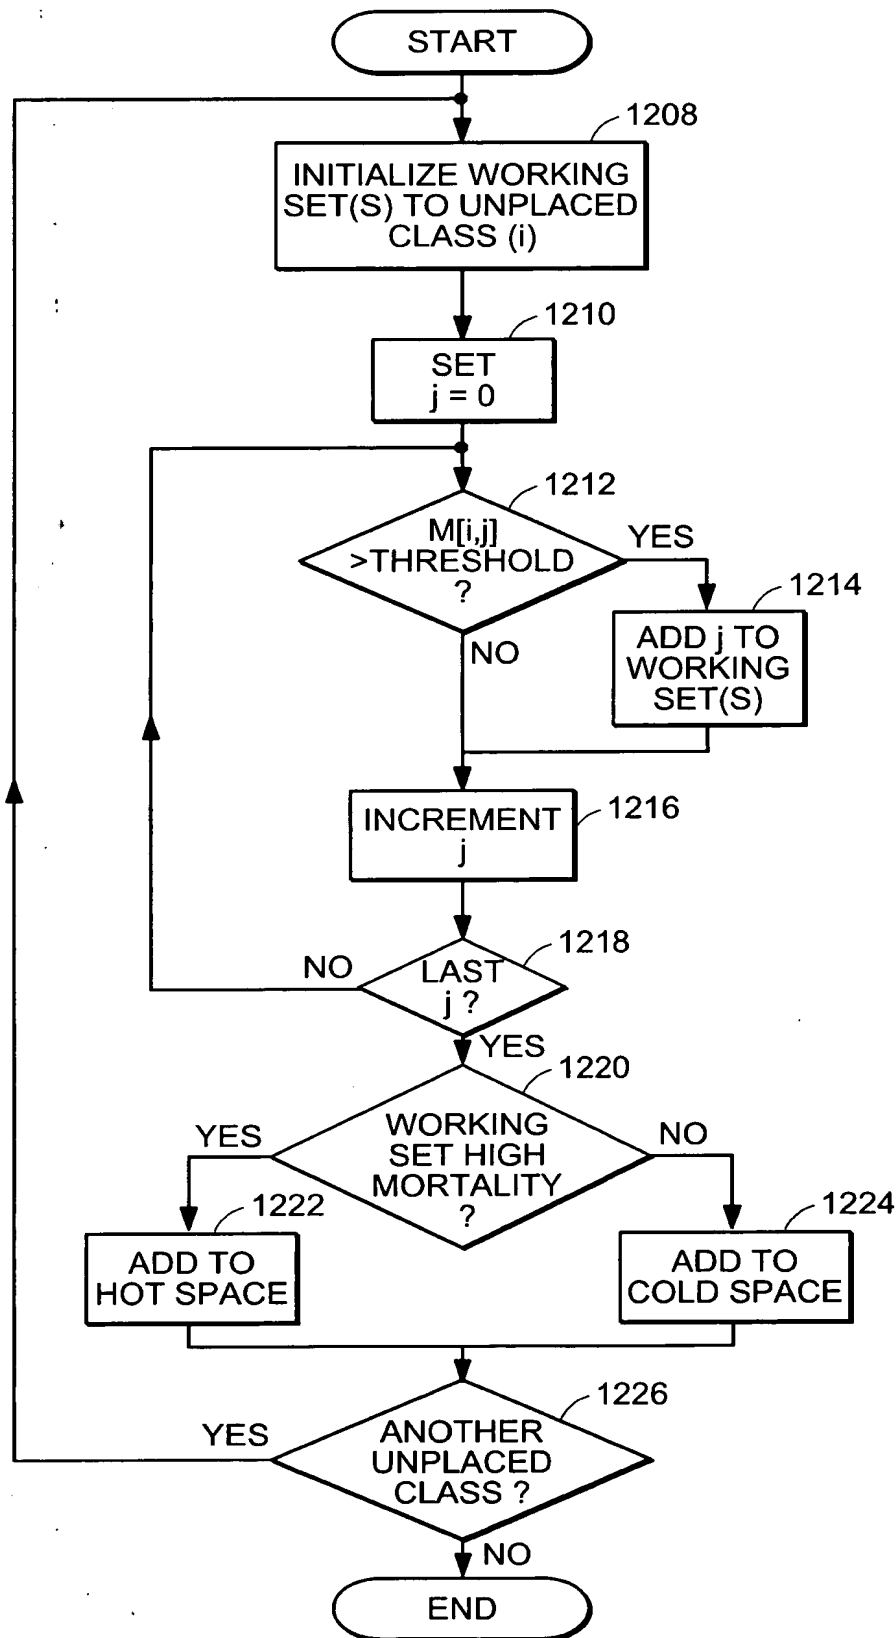 START
1208
INITIALIZE WORKING
SET(S) TO UNPLACED
CLASS (i)
1210
SET
j = 0
1212
M[i,j]
>THRESHOLD
?
YES
NO
1214
ADD j TO
WORKING
SET(S)
INCREMENT
j
1216
1218
LAST
j ?
NO
YES
1220
WORKING
SET HIGH
MORTALITY
?
YES
NO
1222
ADD TO
HOT SPACE
1224
ADD TO
COLD SPACE
1226
ANOTHER
UNPLACED
CLASS ?
YES
NO
END